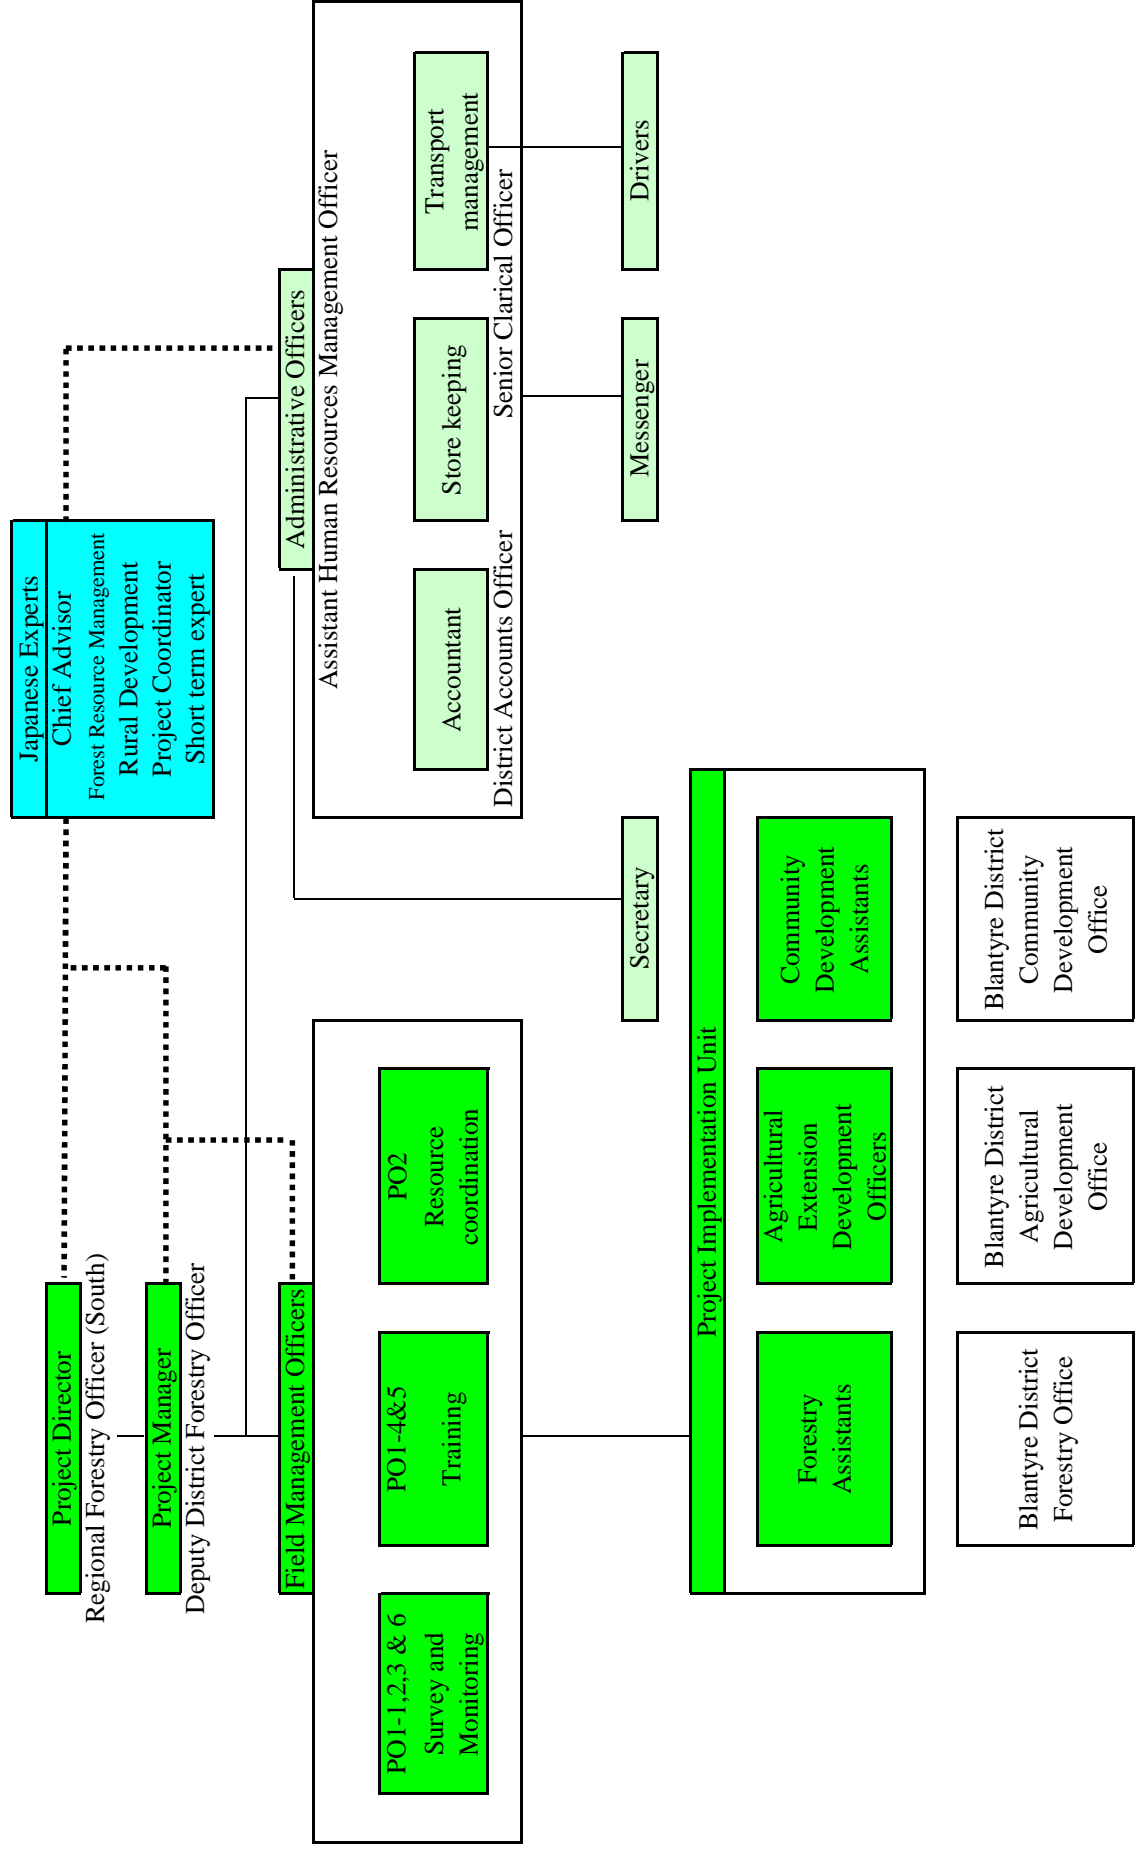 Japanese Experts
Chief Advisor
Forest Resource Management
Rural Development
Project Coordinator
Short term expert
Project Director
Regional Forestry Officer (South)
Project Manager
Deputy District Forestry Officer
Field Management Officers
PO1-1,2,3 & 6
Survey and
Monitoring
PO1-4&5
Training
PO2
Resource
coordination
Administrative Officers
Assistant Human Resources Management Officer
Accountant
Store keeping
Transport
management
District Accounts Officer
Senior Clarical Officer
Secretary
Messenger
Drivers
Project Implementation Unit
Forestry
Assistants
Agricultural
Extension
Development
Officers
Community
Development
Assistants
Blantyre District
Forestry Office
Blantyre District
Agricultural
Development
Office
Blantyre District
Community
Development
Office